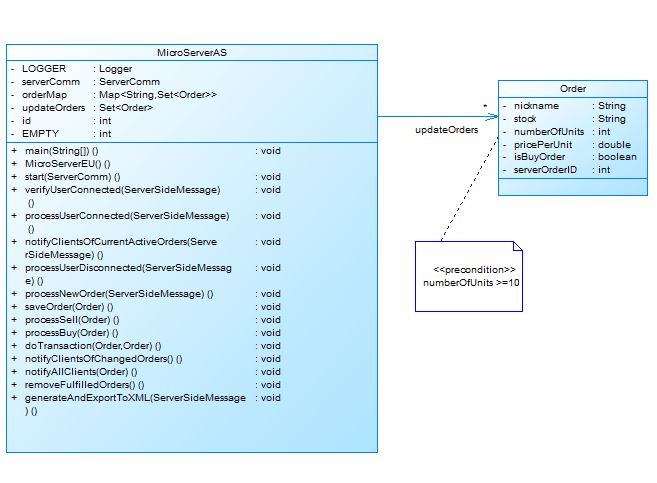 MicroServerAS
- LOGGER : Logger
- serverComm : ServerComm
- orderMap : Map<String,Set<Order>>
- updateOrders : Set<Order>
- id : int
- EMPTY : int
+ main(String[]) () : void
+ MicroServerEU() ()
+ start(ServerComm) () : void
+ verifyUserConnected(ServerSideMessage) : void
()
+ processUserConnected(ServerSideMessage) : void
()
+ notifyClientsOfCurrentActiveOrders(Serve : void
rSideMessage) ()
+ processUserDisconnected(ServerSideMessag : void
e) ()
+ processNewOrder(ServerSideMessage) () : void
+ saveOrder(Order) () : void
+ processSell(Order) () : void
+ processBuy(Order) () : void
+ doTransaction(Order,Order) () : void
+ notifyClientsOfChangedOrders() () : void
+ notifyAllClients(Order) () : void
+ removeFulfilledOrders() () : void
+ generateAndExportToXML(ServerSideMessage : void
) ()
*
updateOrders
Order
- nickname : String
- stock : String
- numberOfUnits : int
- pricePerUnit : double
- isBuyOrder : boolean
- serverOrderID : int
<<precondition>>
numberOfUnits >=10